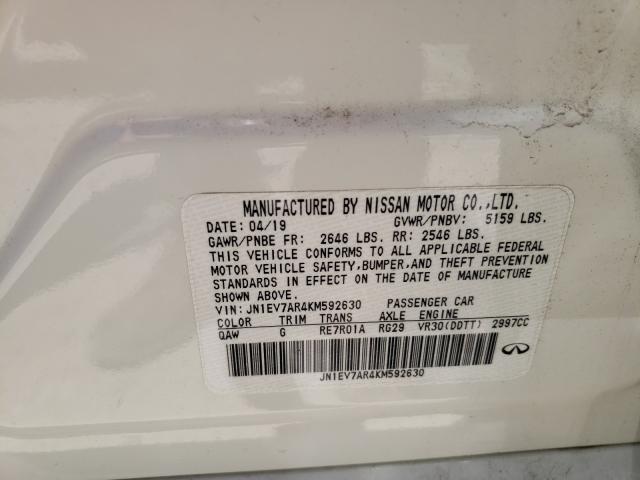 MANUFACTURED BY NISSAN MOTOR CO.,LTD.
DATE: 04/19 GVWR/PNBV: 5159 LBS.
GAWR/PNBE FR: 2646 LBS. RR: 2546 LBS.
THIS VEHICLE CONFORMS TO ALL APPLICABLE FEDERAL
MOTOR VEHICLE SAFETY,BUMPER,AND THEFT PREVENTION
STANDARDS IN EFFECT ON THE DATE OF MANUFACTURE
SHOWN ABOVE.
VIN: JN1EV7AR4KM592630 PASSENGER CAR
COLOR TRIM TRANS AXLE ENGINE
QAW G RE7R01A RG29 VR30(DDTT) 2997CC
JN1EV7AR4KM592630